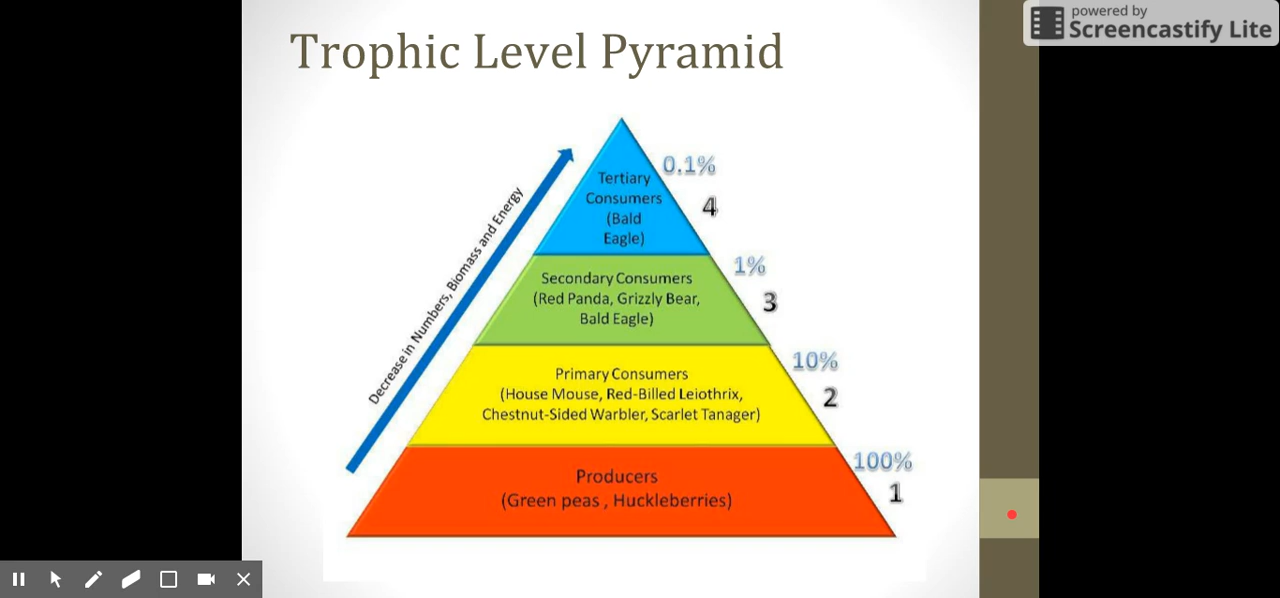 powered by
Screencastify Lite
Trophic Level Pyramid
Decrease in Numbers, Biomass and Energy
0.1%
Tertiary
Consumers
(Bald
Eagle)
4
1%
Secondary Consumers
(Red Panda, Grizzly Bear,
Bald Eagle)
3
10%
Primary Consumers
(House Mouse, Red-Billed Leiothrix,
Chestnut-Sided Warbler, Scarlet Tanager)
2
100%
Producers
(Green peas , Huckleberries)
1